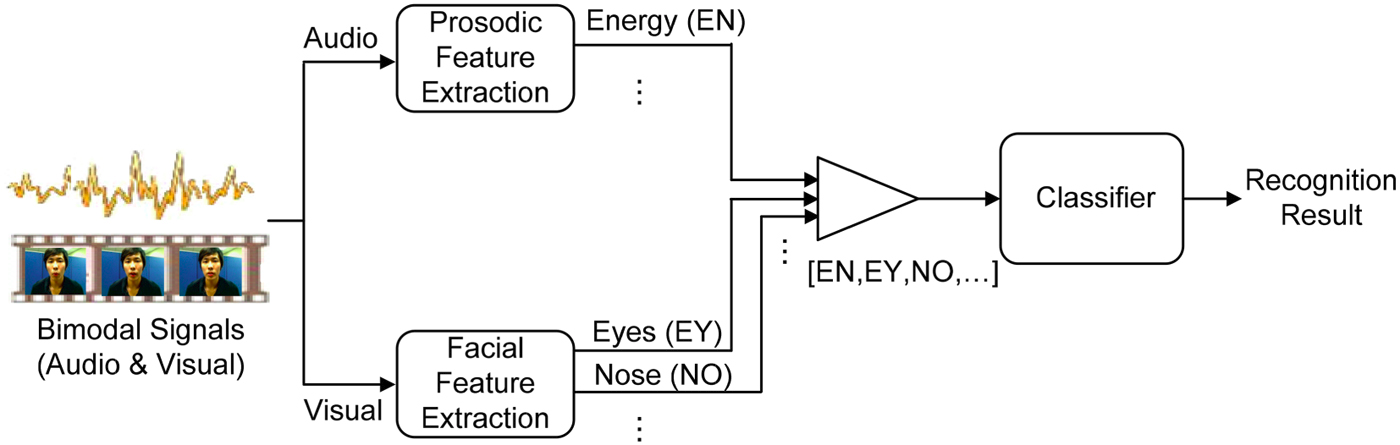 Bimodal Signals
(Audio & Visual)
Audio
Prosodic
Feature
Extraction
Energy (EN)
⋮
Visual
Facial
Feature
Extraction
Eyes (EY)
Nose (NO)
⋮
⋮
[EN,EY,NO,...]
Classifier
Recognition
Result